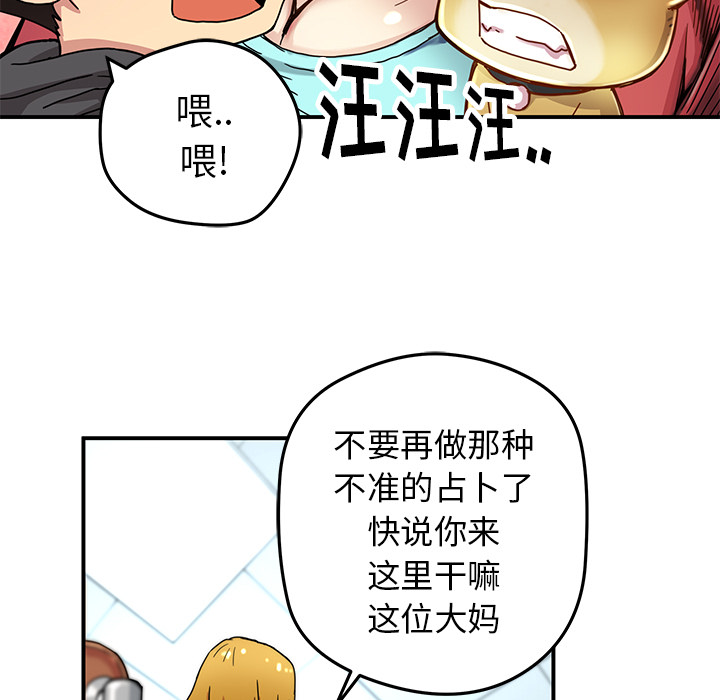 喂..
喂!
汪汪汪..
不要再做那种
不准的占卜了
快说你来
这里干嘛
这位大妈